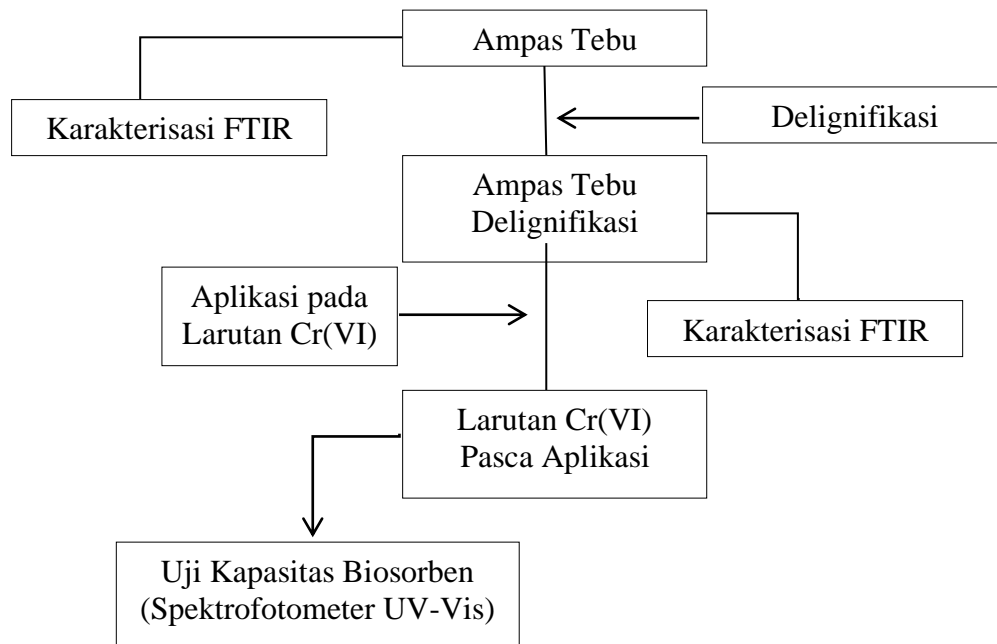 Ampas Tebu
Karakterisasi FTIR
Delignifikasi
Ampas Tebu
Delignifikasi
Aplikasi pada
Larutan Cr(VI)
Karakterisasi FTIR
Larutan Cr(VI)
Pasca Aplikasi
Uji Kapasitas Biosorben
(Spektrofotometer UV-Vis)